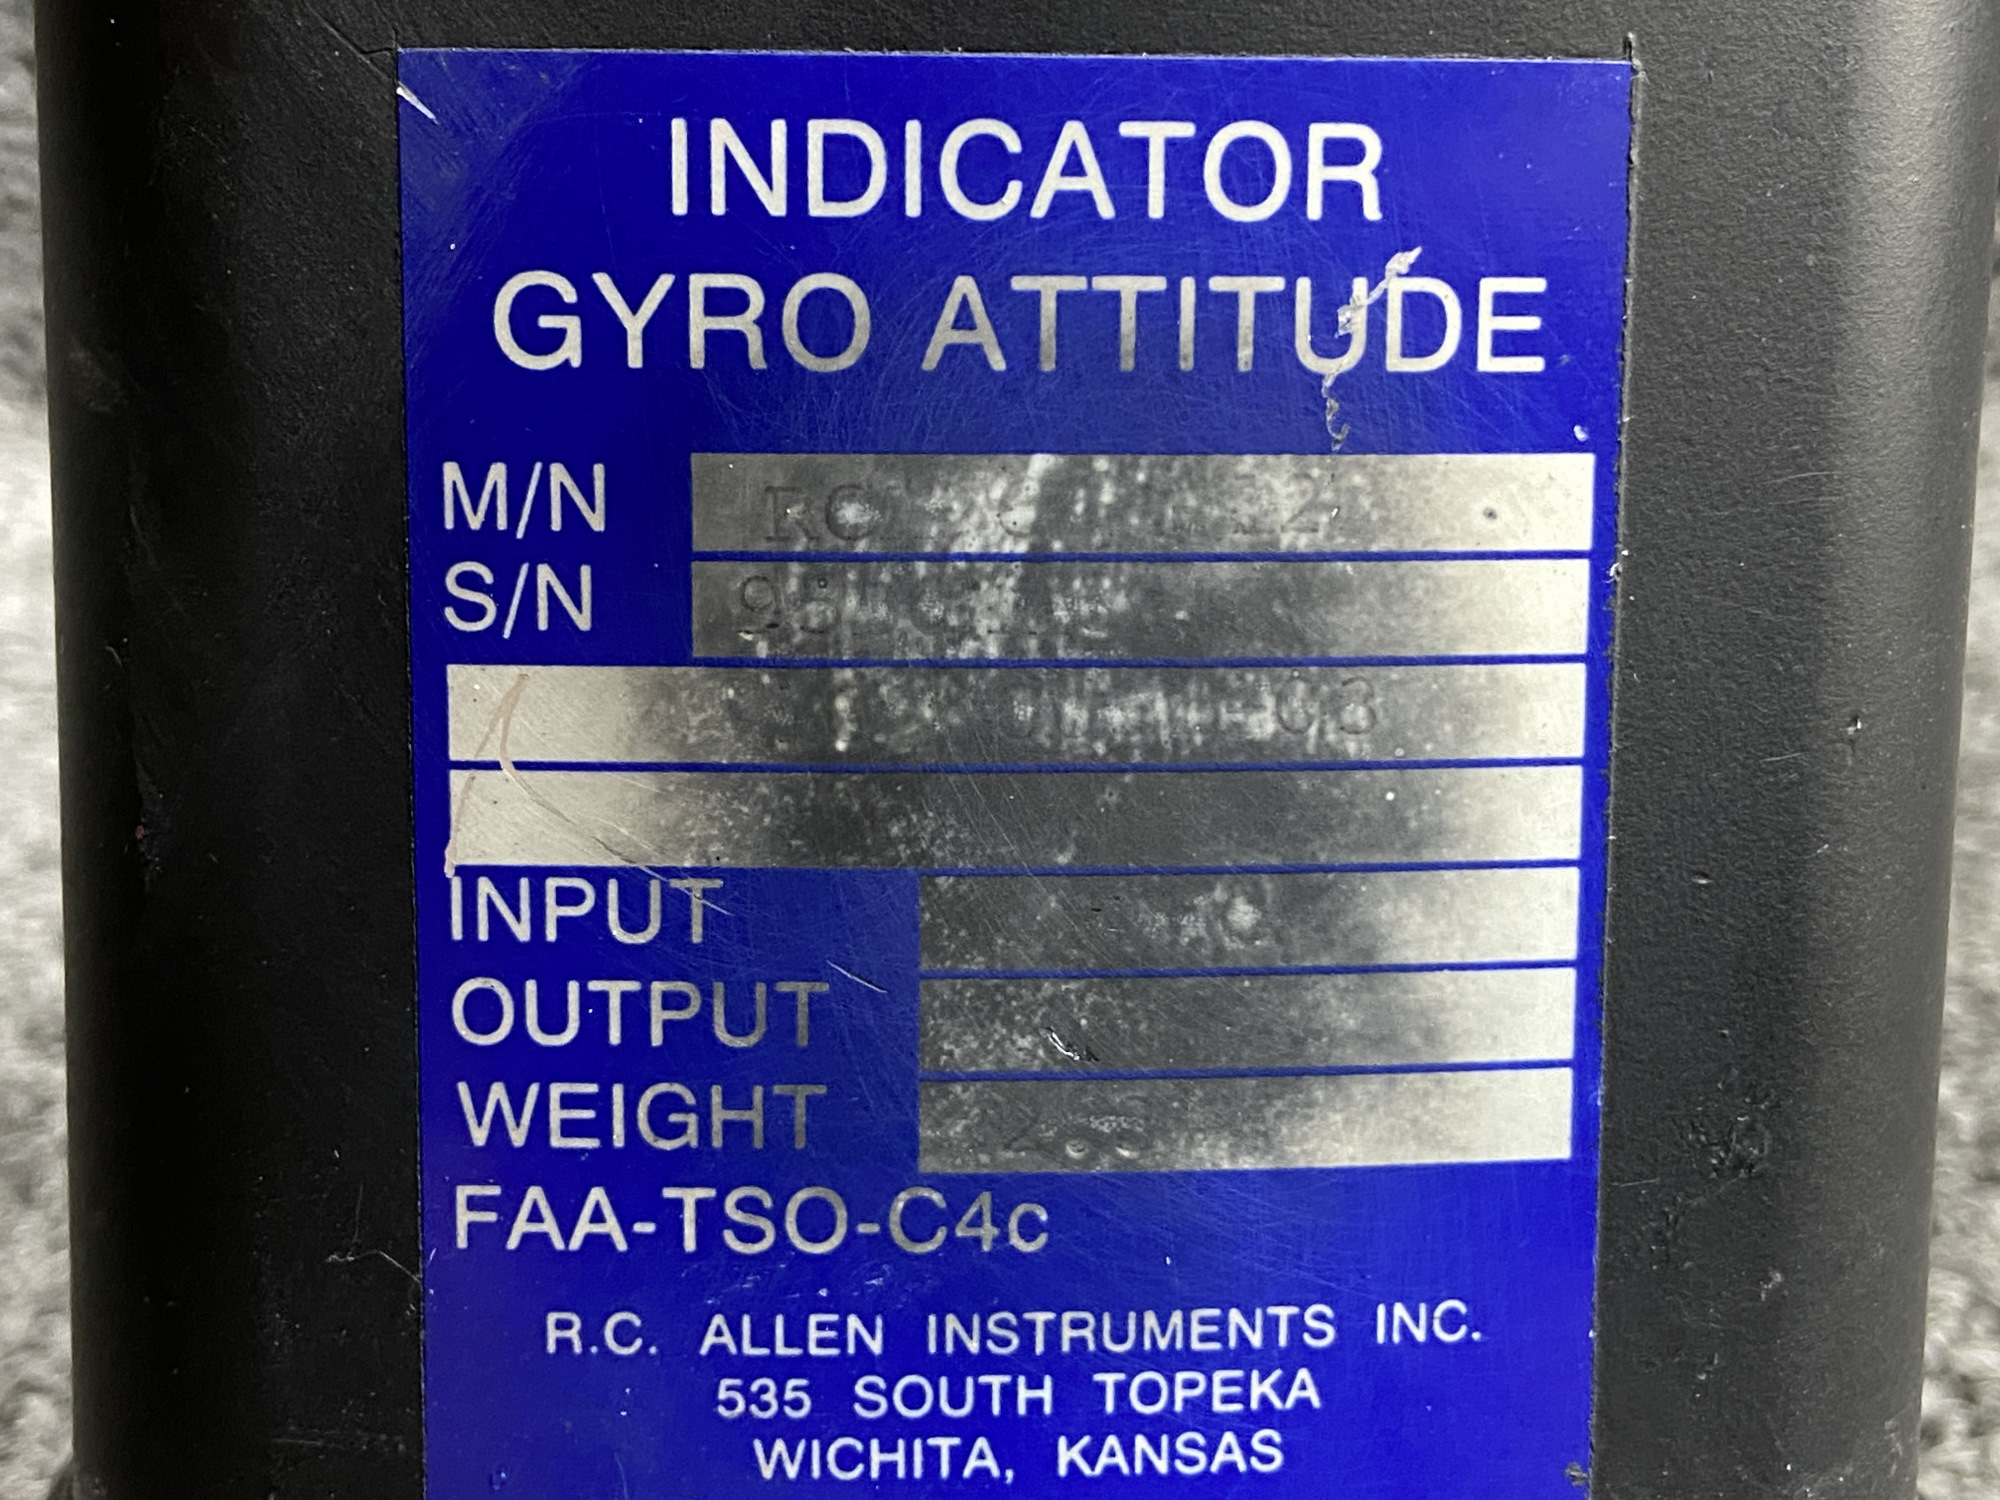 INDICATOR
GYRO ATTITUDE
M/N
S/N
INPUT
OUTPUT
WEIGHT
FAA-TSO-C4c
R.C. ALLEN INSTRUMENTS INC.
535 SOUTH TOPEKA
WICHITA, KANSAS